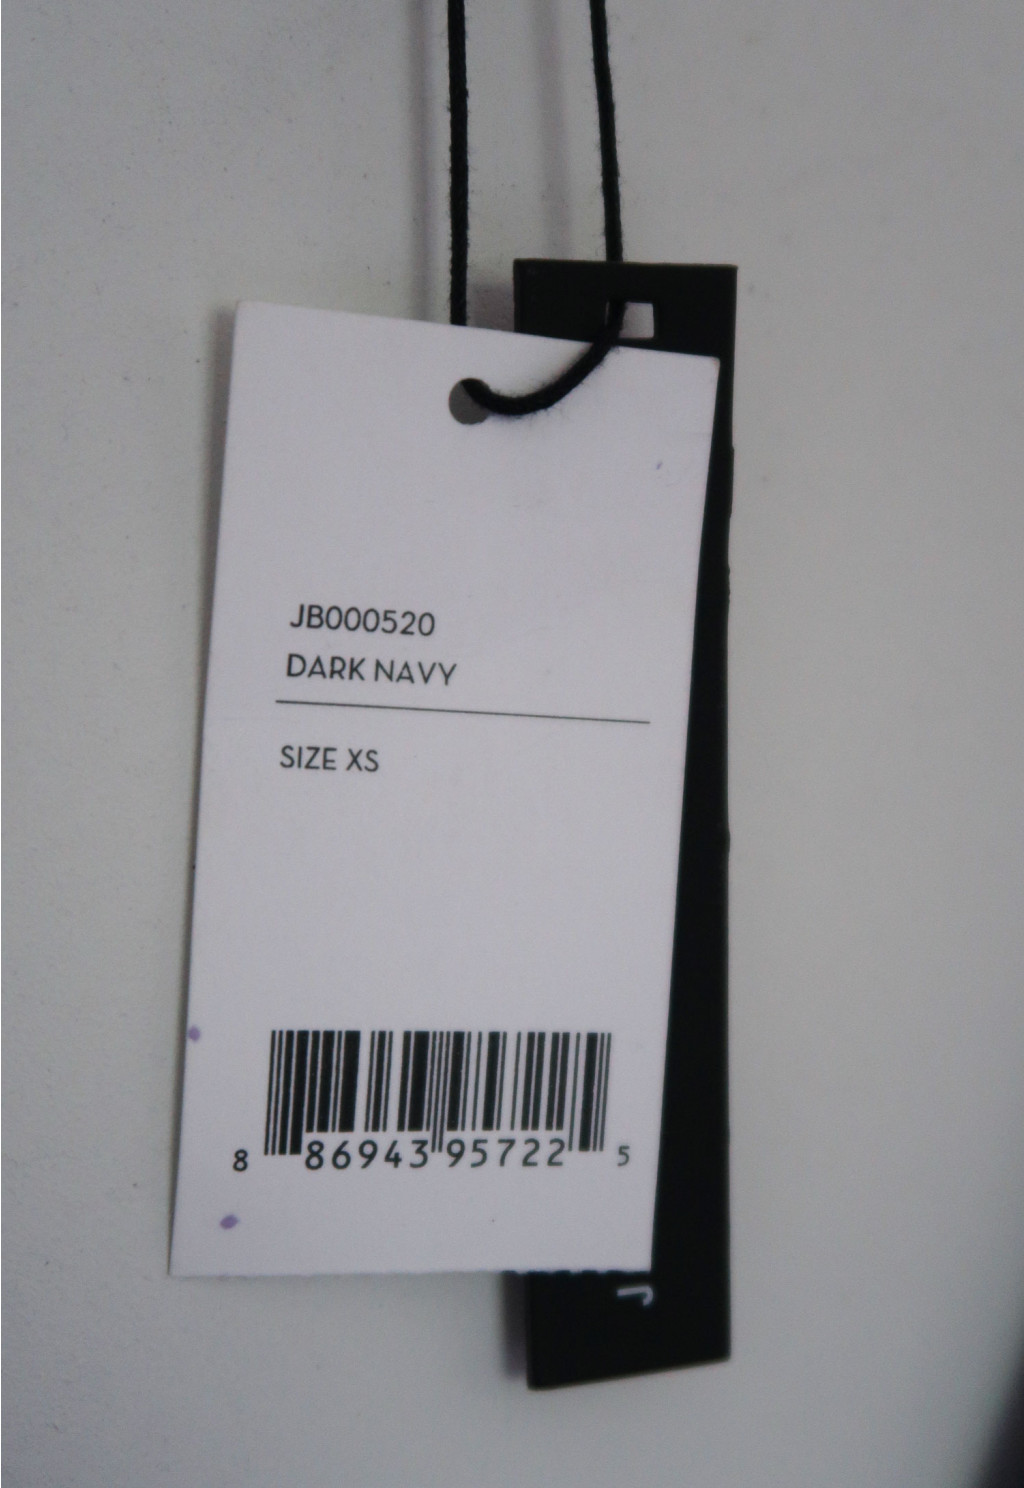 JB000520
DARK NAVY
SIZE XS
8 86943 95722 5
J